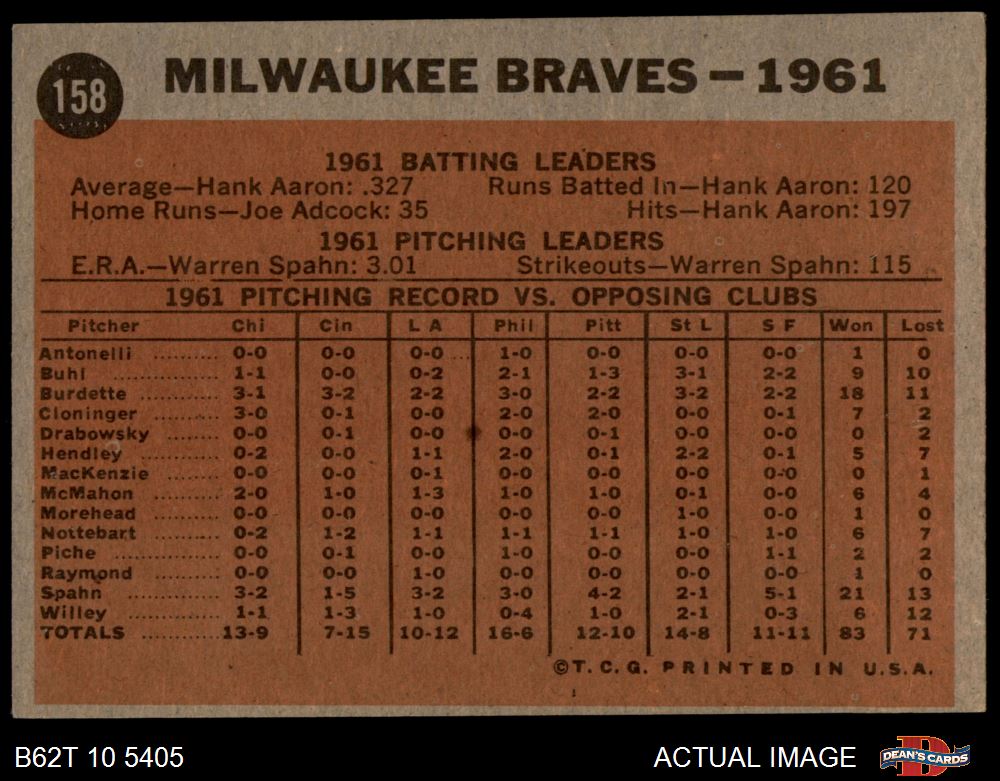 158
MILWAUKEE BRAVES – 1961
1961 BATTING LEADERS
Average—Hank Aaron: .327 Runs Batted In—Hank Aaron: 120
Home Runs—Joe Adcock: 35 Hits—Hank Aaron: 197
1961 PITCHING LEADERS
E.R.A.—Warren Spahn: 3.01 Strikeouts—Warren Spahn: 115
1961 PITCHING RECORD VS. OPPOSING CLUBS
Pitcher Chi Cin L A Phil Pitt St L S F Won Lost
Antonelli .......... 0-0 0-0 0-0 1-0 0-0 0-0 0-0 1 0
Buhl ................ 1-1 0-0 0-2 2-1 1-3 3-1 2-2 9 10
Burdette ............ 3-1 3-2 2-2 3-0 2-2 3-2 2-2 18 11
Cloninger .......... 3-0 0-1 0-0 2-0 2-0 0-0 0-1 7 2
Drabowsky ........ 0-0 0-1 0-0 0-0 0-1 0-0 0-0 0 2
Hendley ............ 0-2 0-0 1-1 2-0 0-1 2-2 0-1 5 7
MacKenzie .......... 0-0 0-0 0-1 0-0 0-0 0-0 0-0 0 1
McMahon .......... 2-0 1-0 1-3 1-0 1-0 0-1 0-0 6 4
Morehead .......... 0-0 0-0 0-0 0-0 0-0 1-0 0-0 1 0
Nottebart .......... 0-2 1-2 1-1 1-1 1-1 1-0 1-0 6 7
Piche ................ 0-0 0-1 0-0 1-0 0-0 0-0 1-1 2 2
Raymond .......... 0-0 0-0 1-0 0-0 0-0 0-0 0-0 1 0
Spahn .............. 3-2 1-5 3-2 3-0 4-2 2-1 5-1 21 13
Willey .............. 1-1 1-3 1-0 0-4 1-0 2-1 0-3 6 12
TOTALS ............ 13-9 7-15 10-12 16-6 12-10 14-8 11-11 83 71
©T.C.G. PRINTED IN U.S.A.
B62T 10 5405 ACTUAL IMAGE DEAN'S CARDS